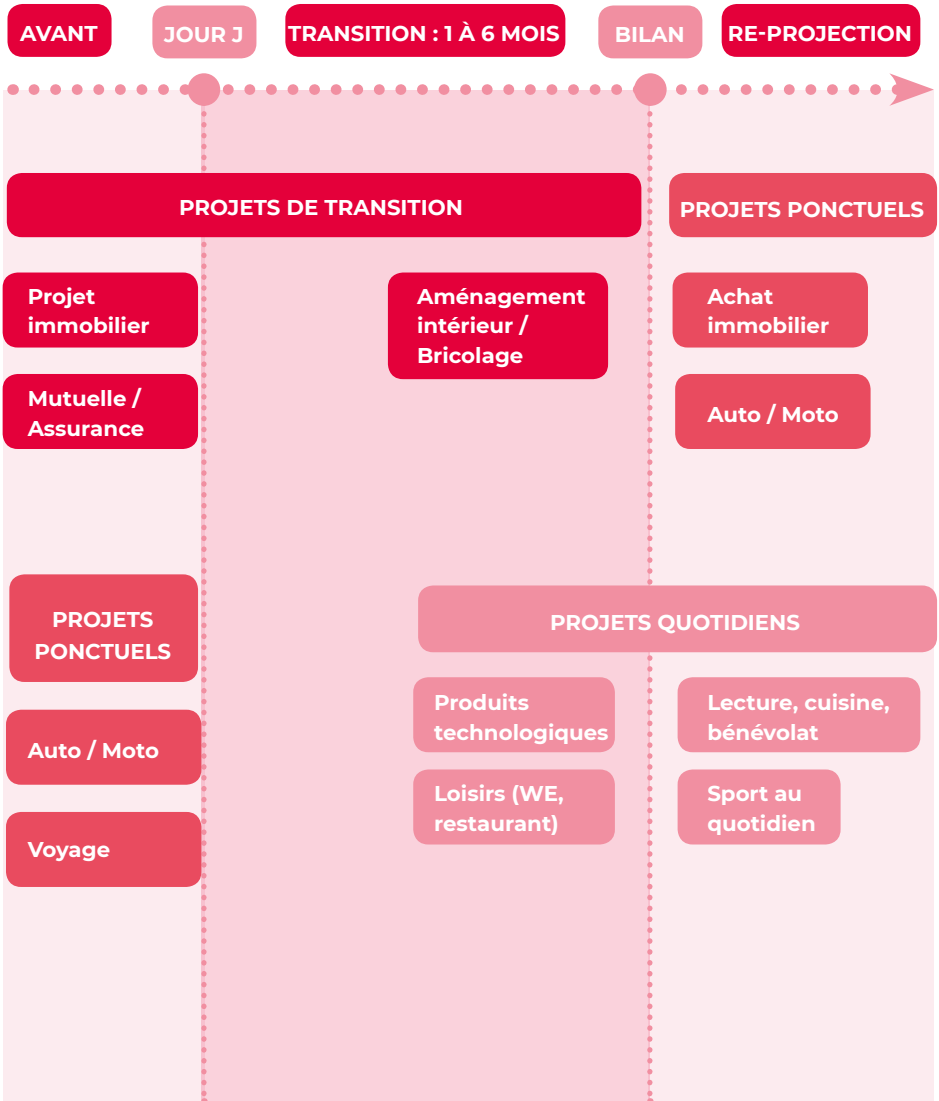 AVANT
JOUR J
TRANSITION : 1 À 6 MOIS
BILAN
RE-PROJECTION
PROJETS DE TRANSITION
PROJETS PONCTUELS
Projet
immobilier
Aménagement
intérieur /
Bricolage
Achat
immobilier
Mutuelle /
Assurance
Auto / Moto
PROJETS
PONCTUELS
PROJETS QUOTIDIENS
Produits
technologiques
Lecture, cuisine,
bénévolat
Auto / Moto
Loisirs (WE,
restaurant)
Sport au
quotidien
Voyage